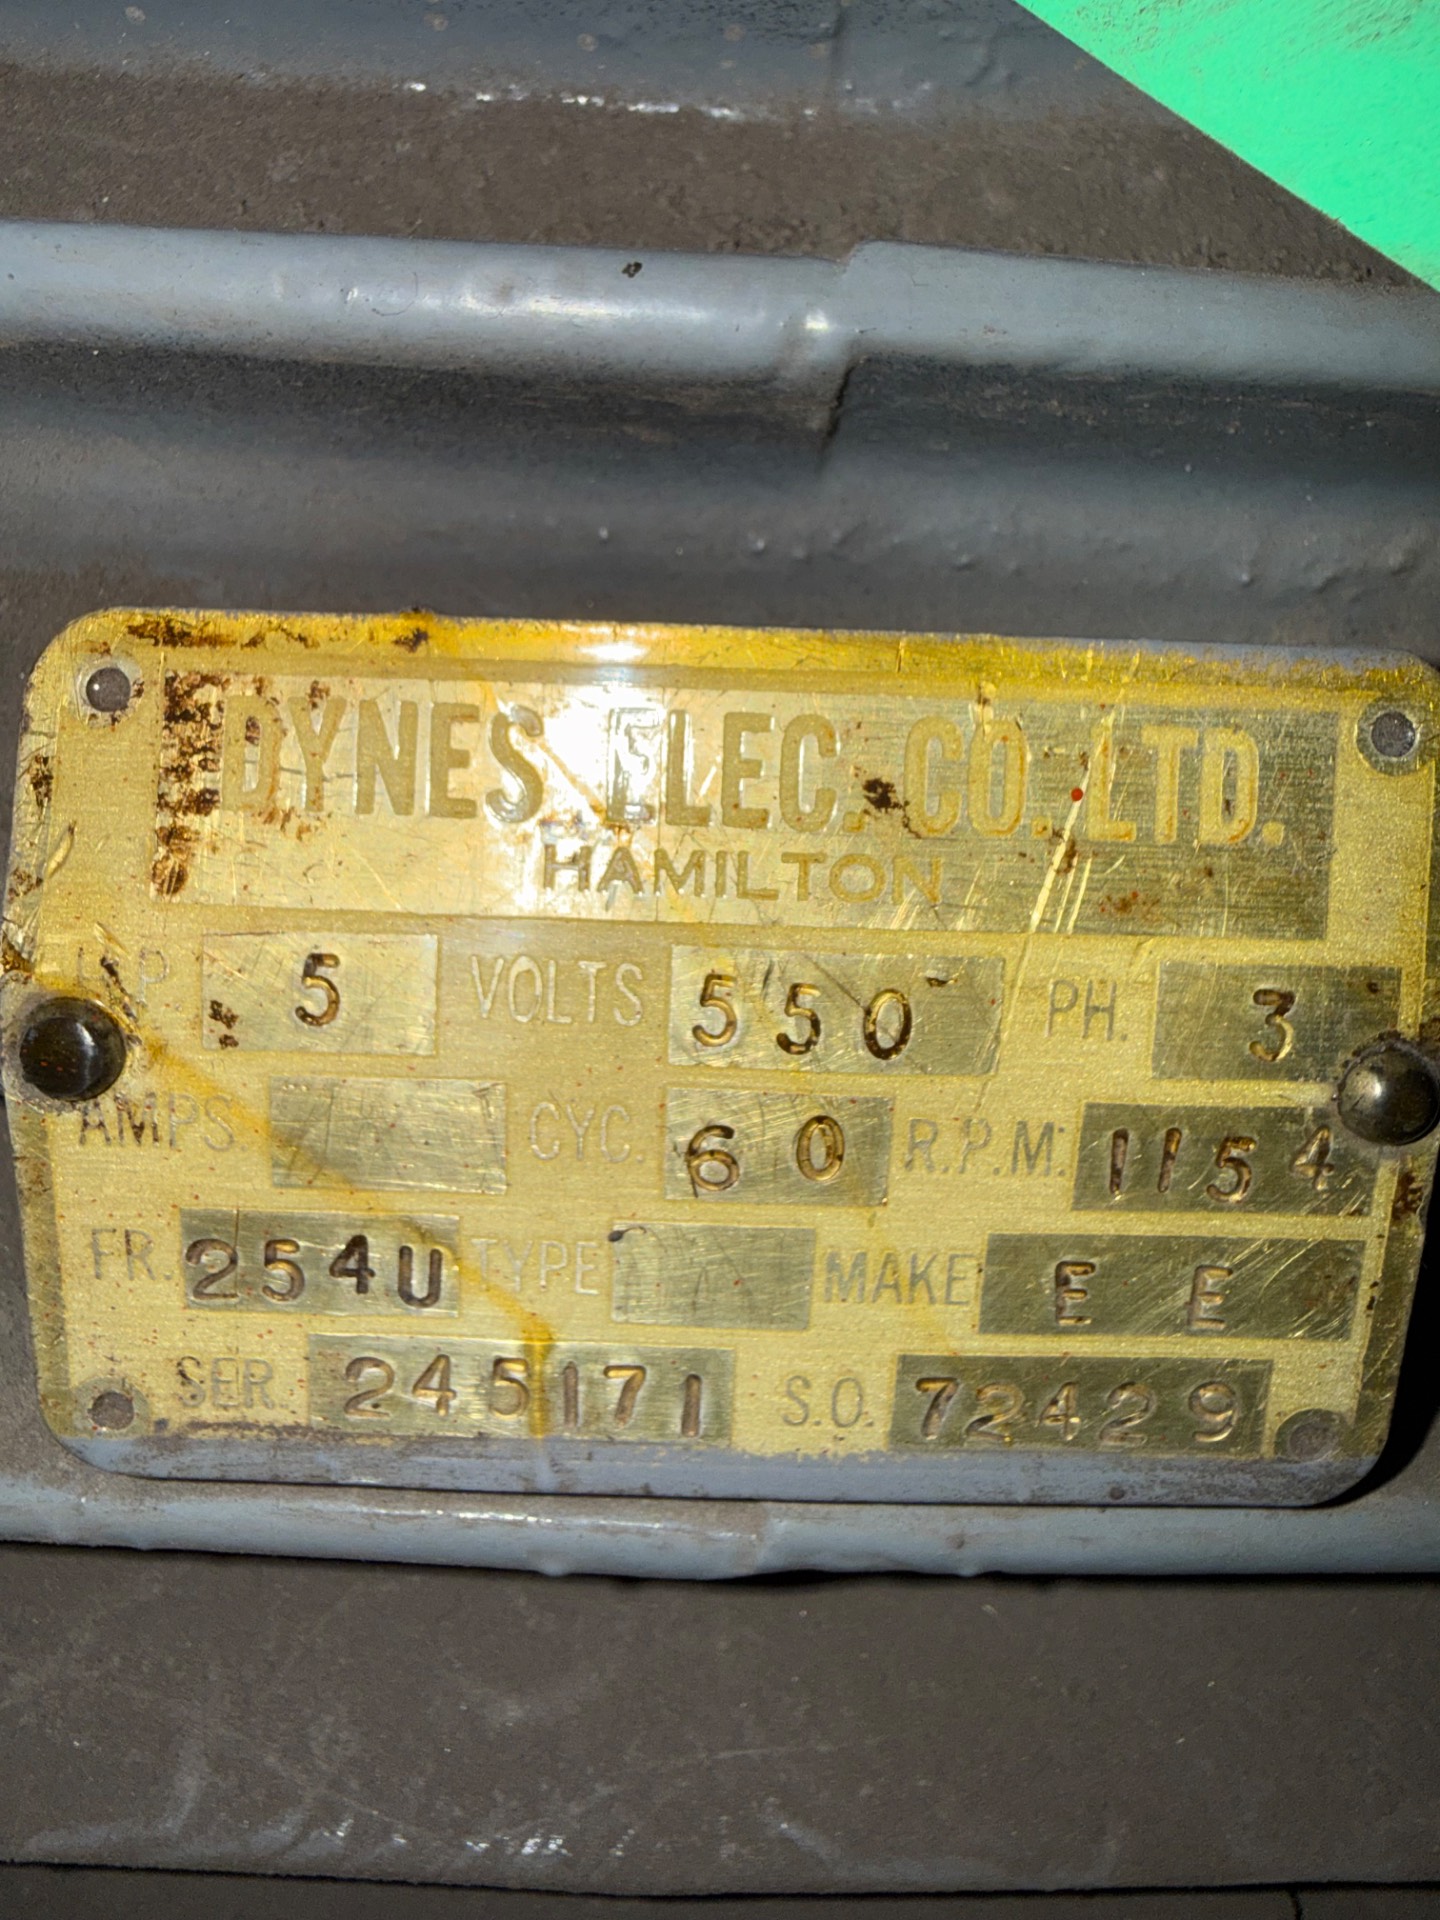 DYNES ELEC. CO. LTD.
HAMILTON
H.P. 5 VOLTS 550 PH. 3
AMPS. CYC. 60 R.P.M. 1154
FR. 254U TYPE MAKE E E
SER. 245171 S.O. 72429